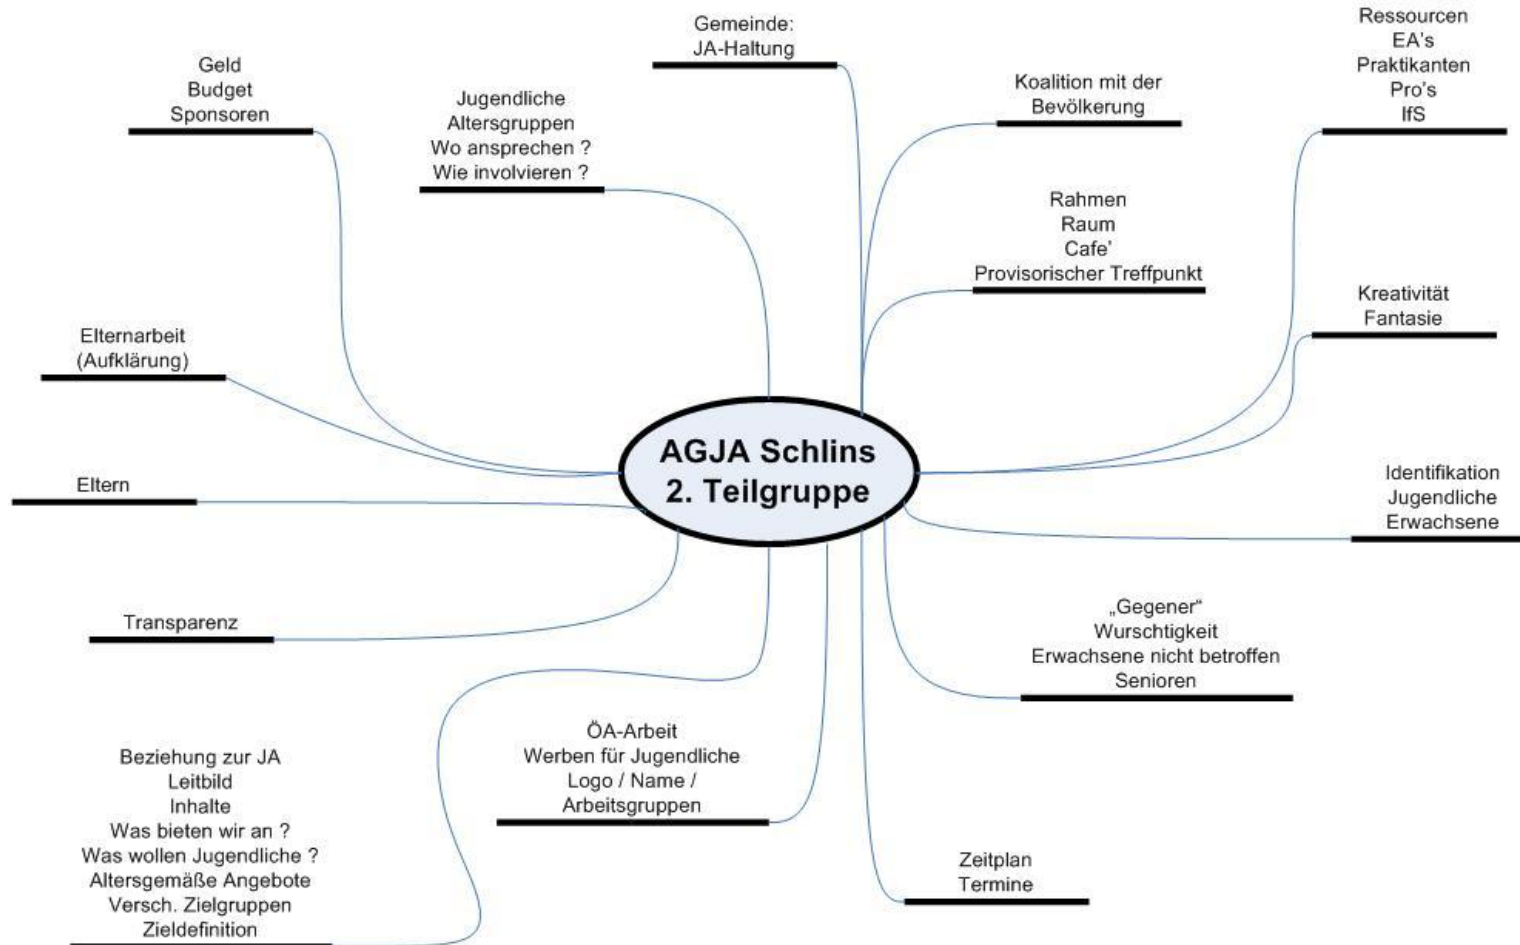 Gemeinde:
JA-Haltung
Ressourcen
EA's
Praktikanten
Pro's
IfS
Geld
Budget
Sponsoren
Jugendliche
Altersgruppen
Wo ansprechen ?
Wie involvieren ?
Koalition mit der
Bevölkerung
Rahmen
Raum
Cafe'
Provisorischer Treffpunkt
Kreativität
Fantasie
Elternarbeit
(Aufklärung)
AGJA Schlins
2. Teilgruppe
Eltern
Identifikation
Jugendliche
Erwachsene
Transparenz
„Gegener“
Wurschtigkeit
Erwachsene nicht betroffen
Senioren
Beziehung zur JA
Leitbild
Inhalte
Was bieten wir an ?
Was wollen Jugendliche ?
Altersgemäße Angebote
Versch. Zielgruppen
Zieldefinition
ÖA-Arbeit
Werben für Jugendliche
Logo / Name /
Arbeitsgruppen
Zeitplan
Termine